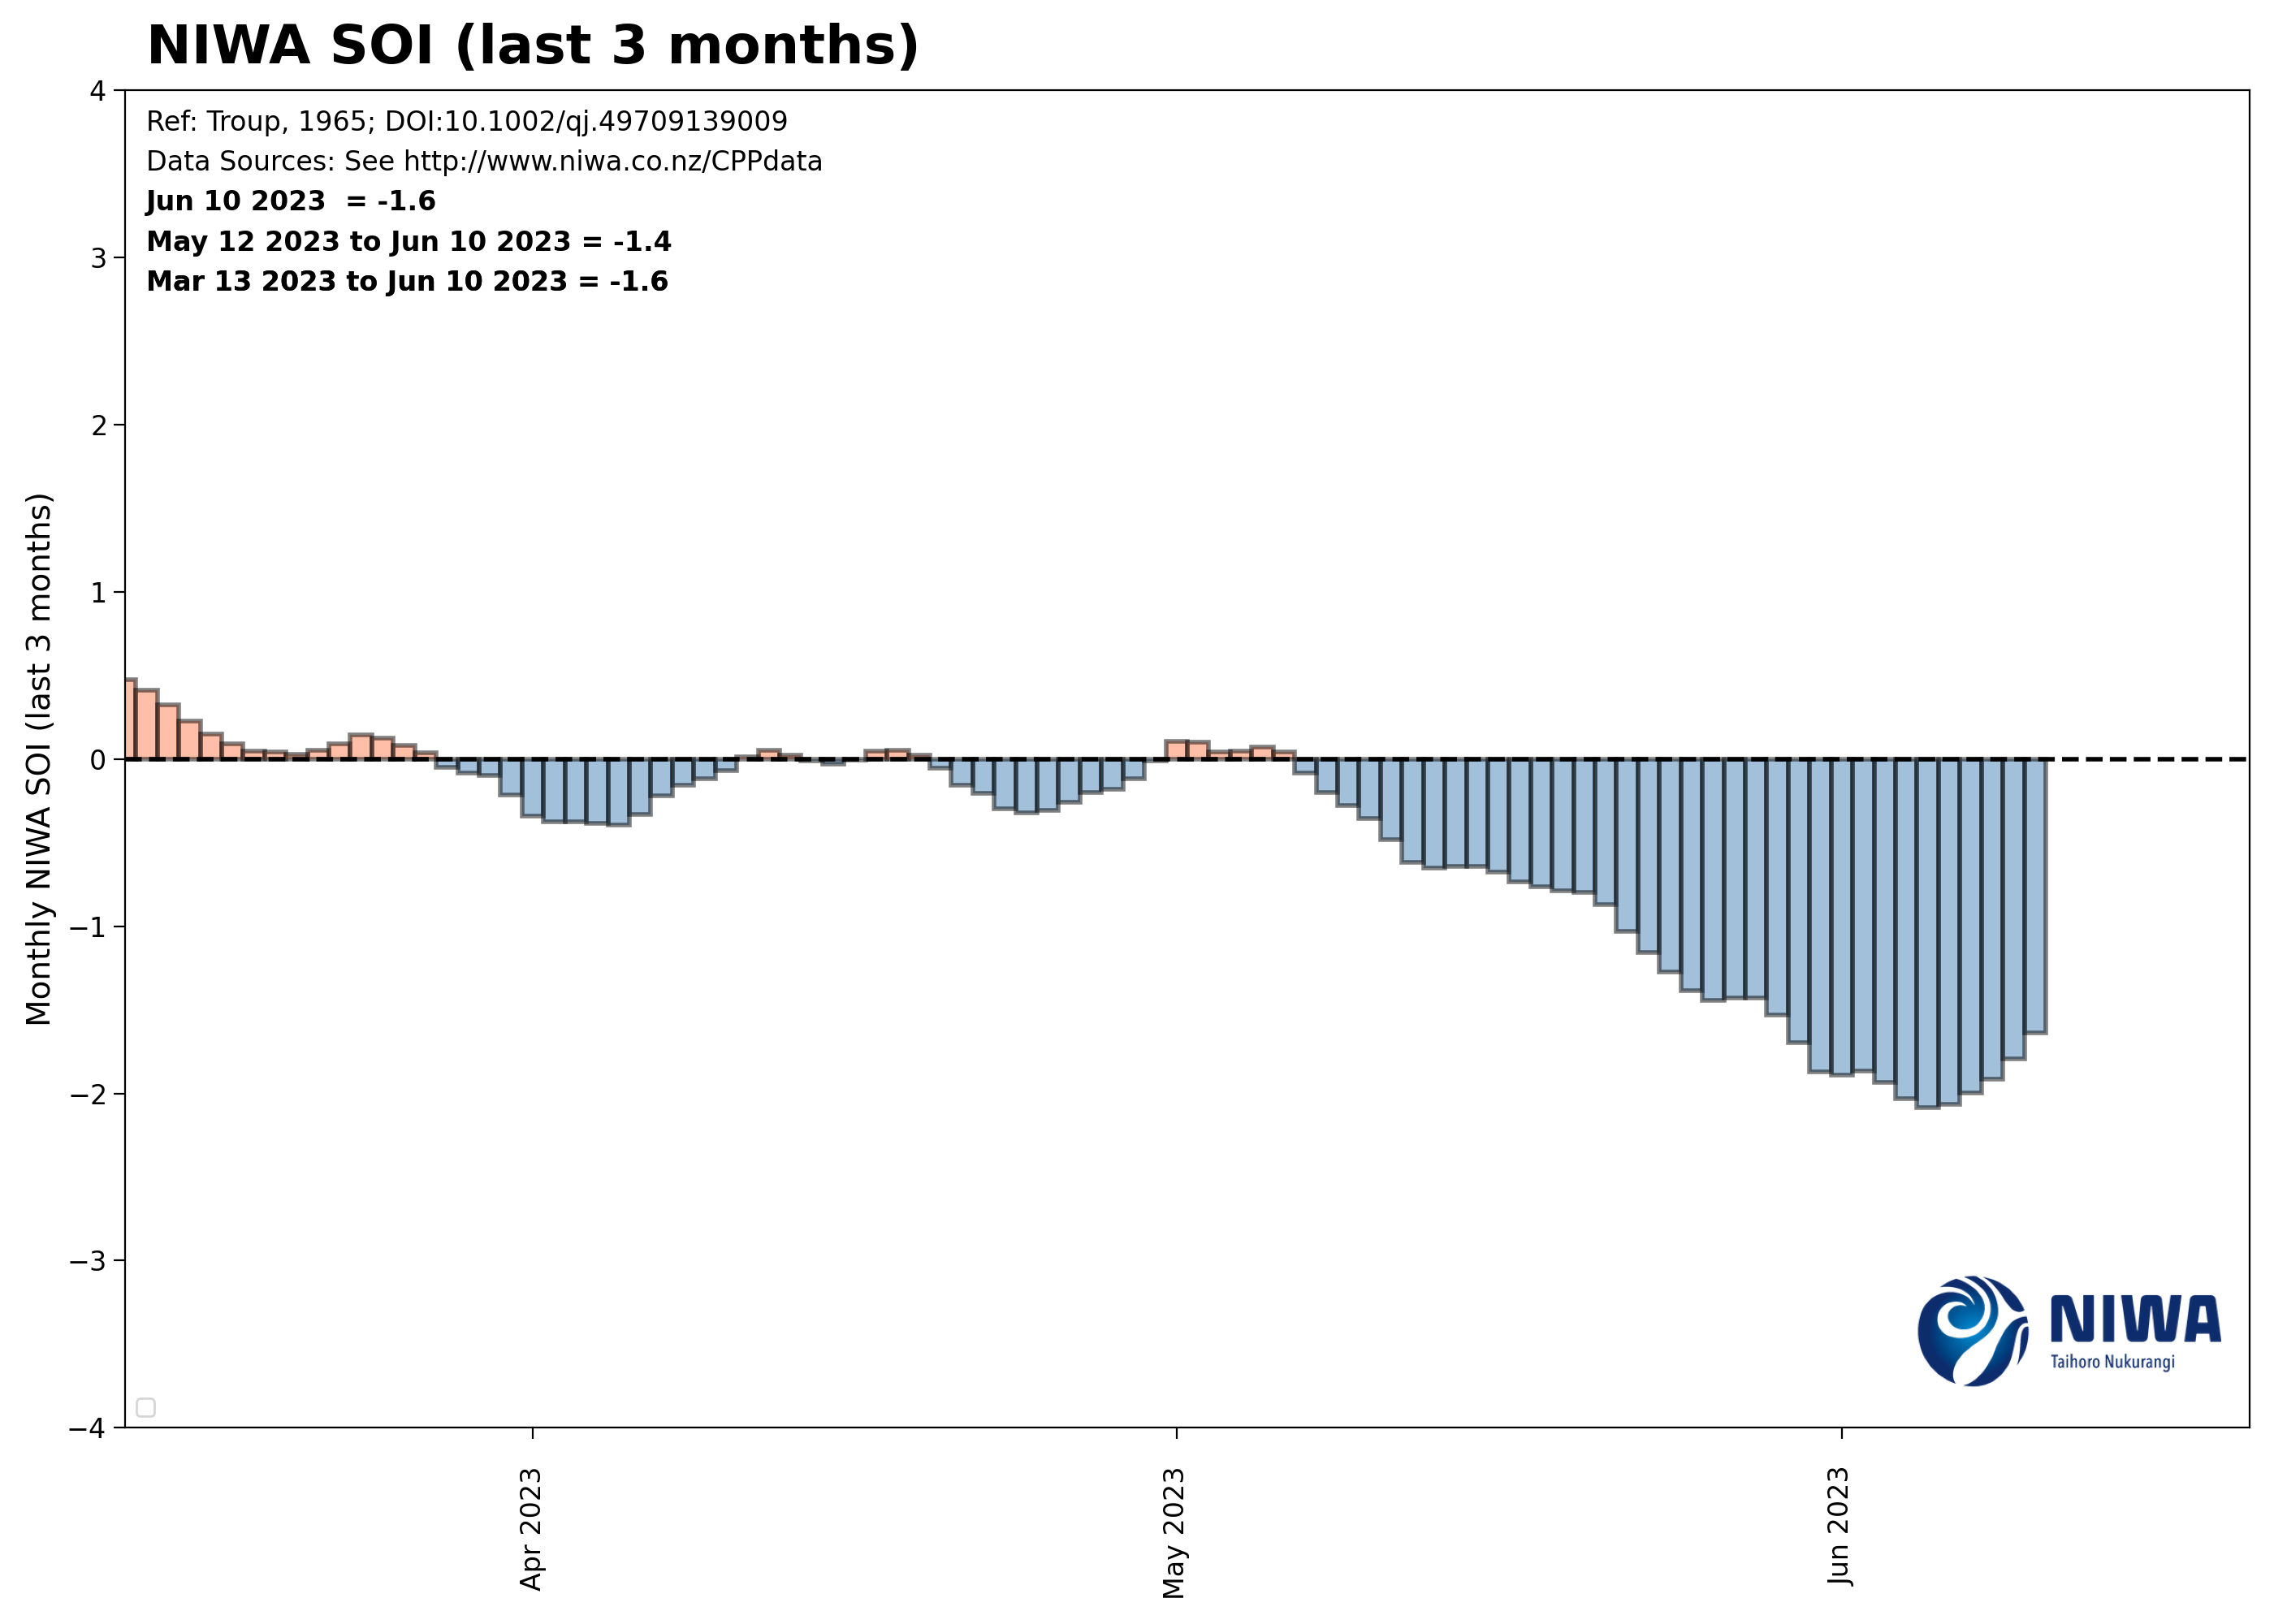 NIWA SOI (last 3 months)
Ref: Troup, 1965; DOI:10.1002/qj.49709139009
Data Sources: See http://www.niwa.co.nz/CPPdata
Jun 10 2023  = -1.6
May 12 2023 to Jun 10 2023 = -1.4
Mar 13 2023 to Jun 10 2023 = -1.6
Monthly NIWA SOI (last 3 months)
4
3
2
1
0
−1
−2
−3
−4
Apr 2023
May 2023
Jun 2023
NIWA
Taihoro Nukurangi